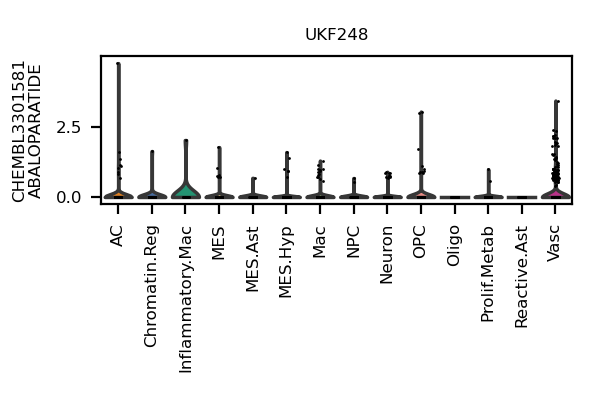 UKF248
CHEMBL3301581
ABALOPARATIDE
2.5
0.0
AC
Chromatin.Reg
Inflammatory.Mac
MES
MES.Ast
MES.Hyp
Mac
NPC
Neuron
OPC
Oligo
Prolif.Metab
Reactive.Ast
Vasc